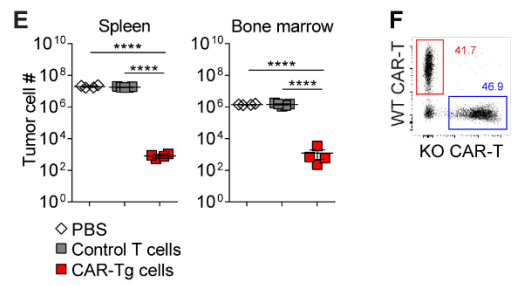 E
Spleen
Bone marrow
Tumor cell #
10^10
10^8
10^6
10^4
10^2
10^0
****
****
10^10
10^8
10^6
10^4
10^2
10^0
****
****
◇ PBS
■ Control T cells
■ CAR-Tg cells
F
WT CAR-T
41.7
46.9
KO CAR-T